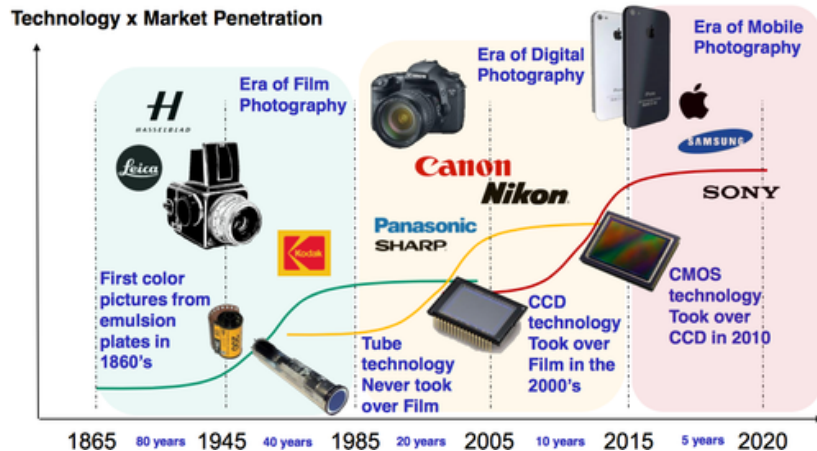 Technology x Market Penetration
Era of Film
Photography
Era of Digital
Photography
Era of Mobile
Photography
H
HASSELBLAD
Leica
Kodak
Canon
Nikon
Panasonic
SHARP
SAMSUNG
SONY
First color
pictures from
emulsion
plates in
1860's
200
Tube
technology
Never took
over Film
CCD
technology
Took over
Film in the
2000's
CMOS
technology
Took over
CCD in 2010
1865 80 years 1945 40 years 1985 20 years 2005 10 years 2015 5 years 2020